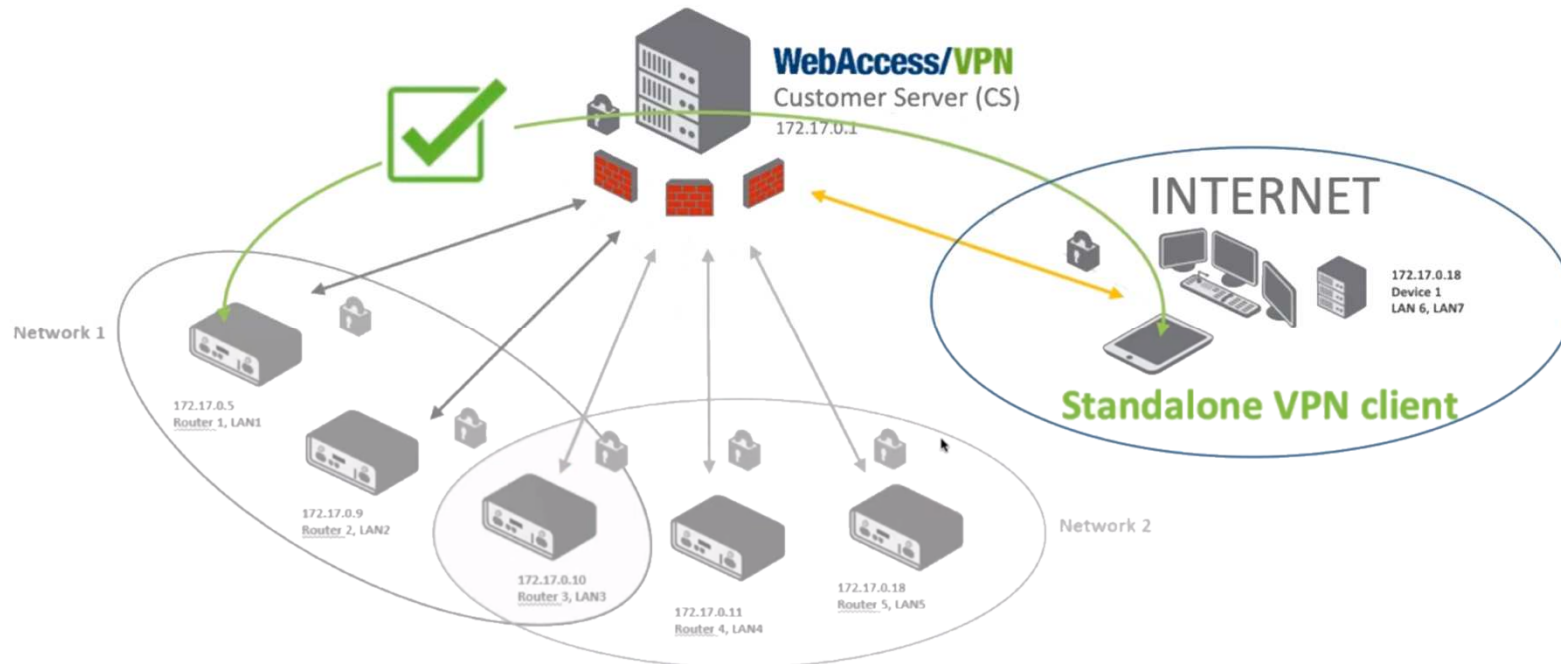 WebAccess/VPN
Customer Server (CS)
172.17.0.1
INTERNET
172.17.0.18
Device 1
LAN 6, LAN7
Standalone VPN client
Network 1
172.17.0.5
Router 1, LAN1
172.17.0.9
Router 2, LAN2
172.17.0.10
Router 3, LAN3
172.17.0.11
Router 4, LAN4
172.17.0.18
Router 5, LAN5
Network 2